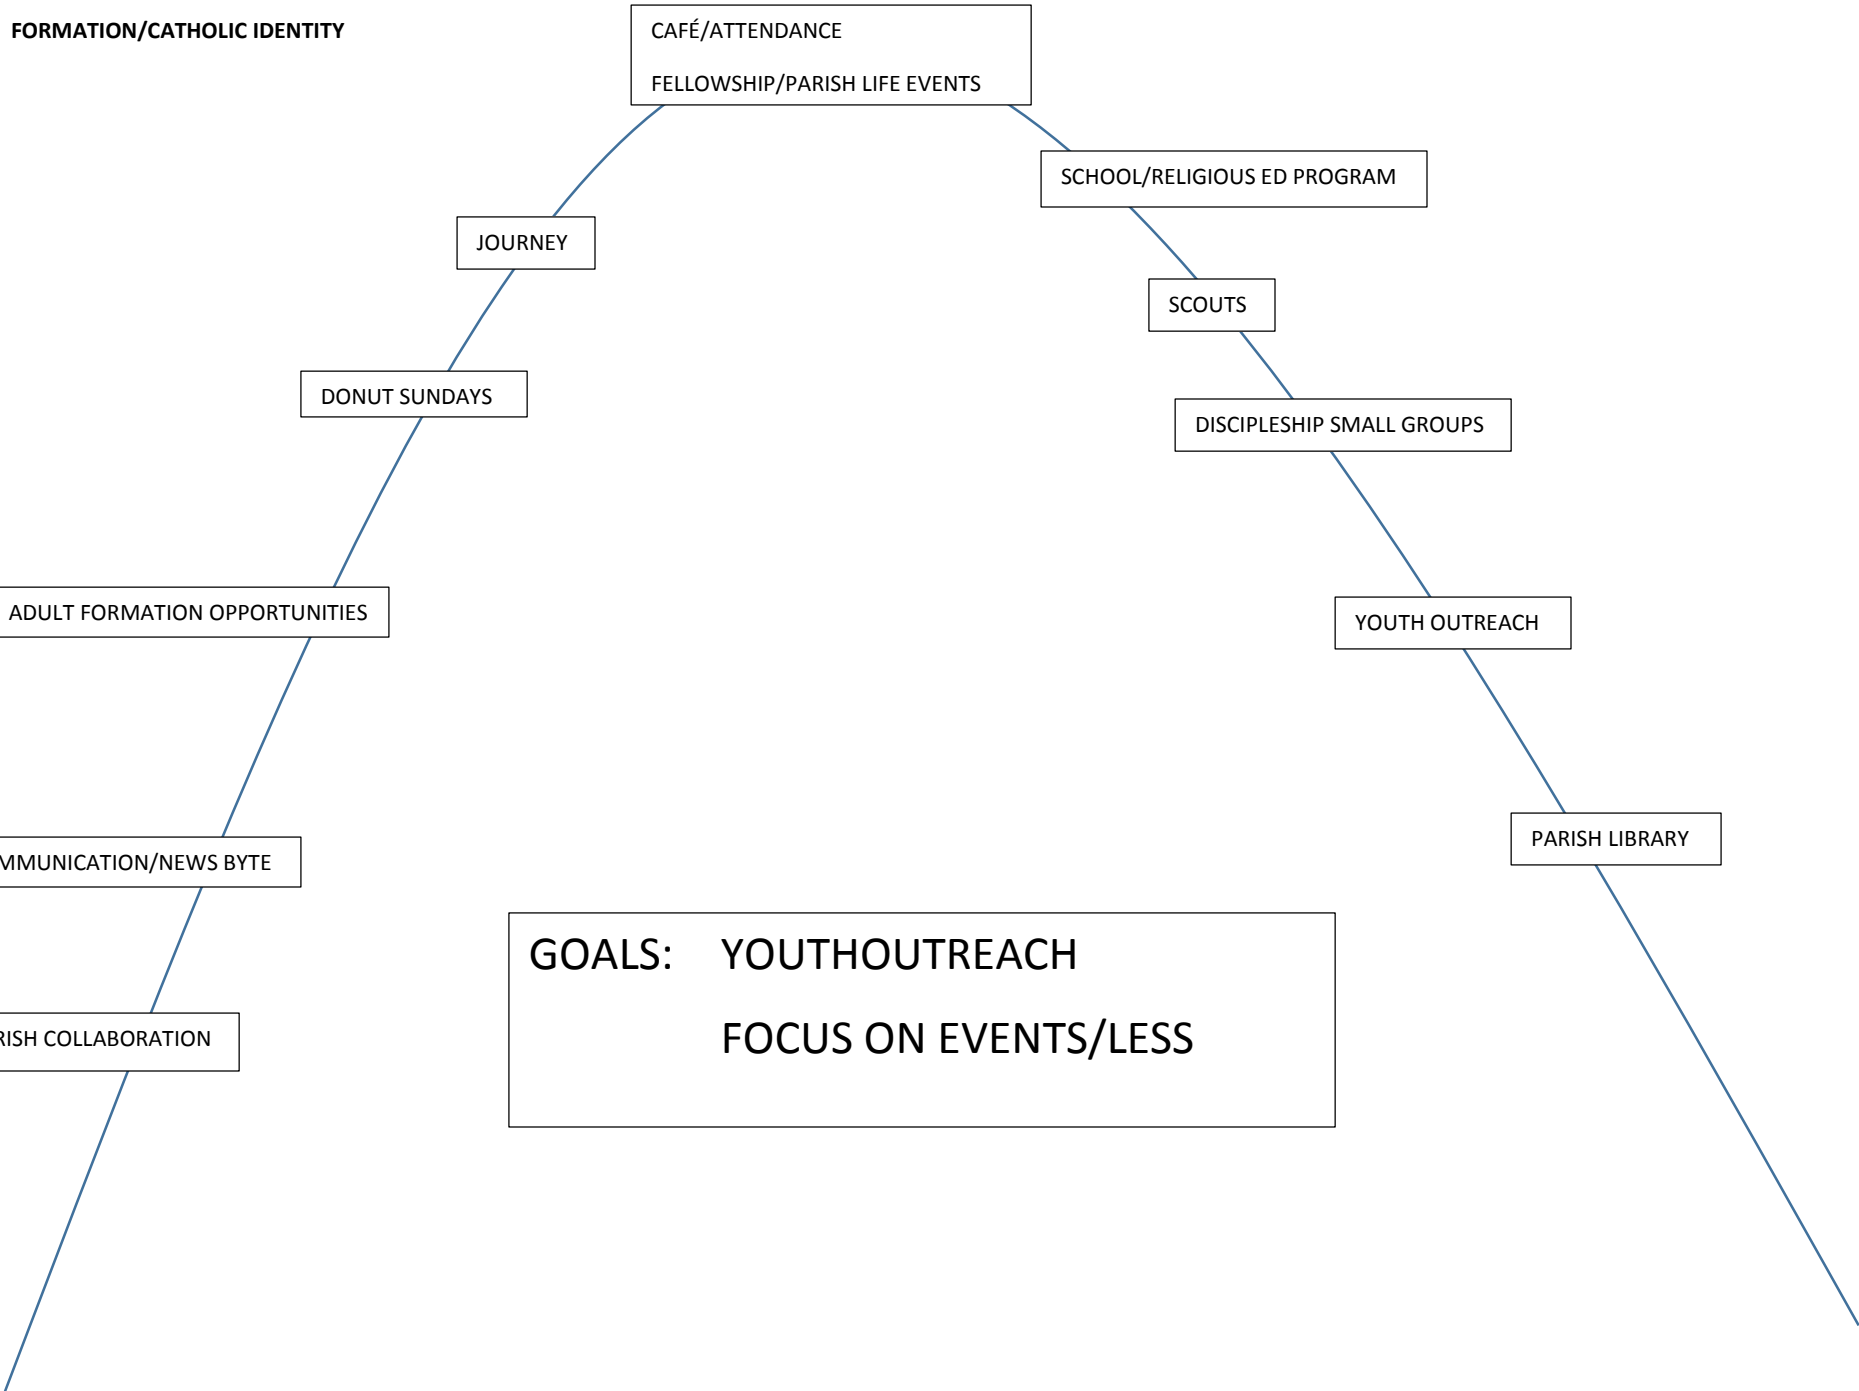 FORMATION/CATHOLIC IDENTITY
CAFÉ/ATTENDANCE
FELLOWSHIP/PARISH LIFE EVENTS
SCHOOL/RELIGIOUS ED PROGRAM
JOURNEY
SCOUTS
DONUT SUNDAYS
DISCIPLESHIP SMALL GROUPS
ADULT FORMATION OPPORTUNITIES
YOUTH OUTREACH
PARISH LIBRARY
MMUNICATION/NEWS BYTE
GOALS: YOUTHOUTREACH
FOCUS ON EVENTS/LESS
RISH COLLABORATION